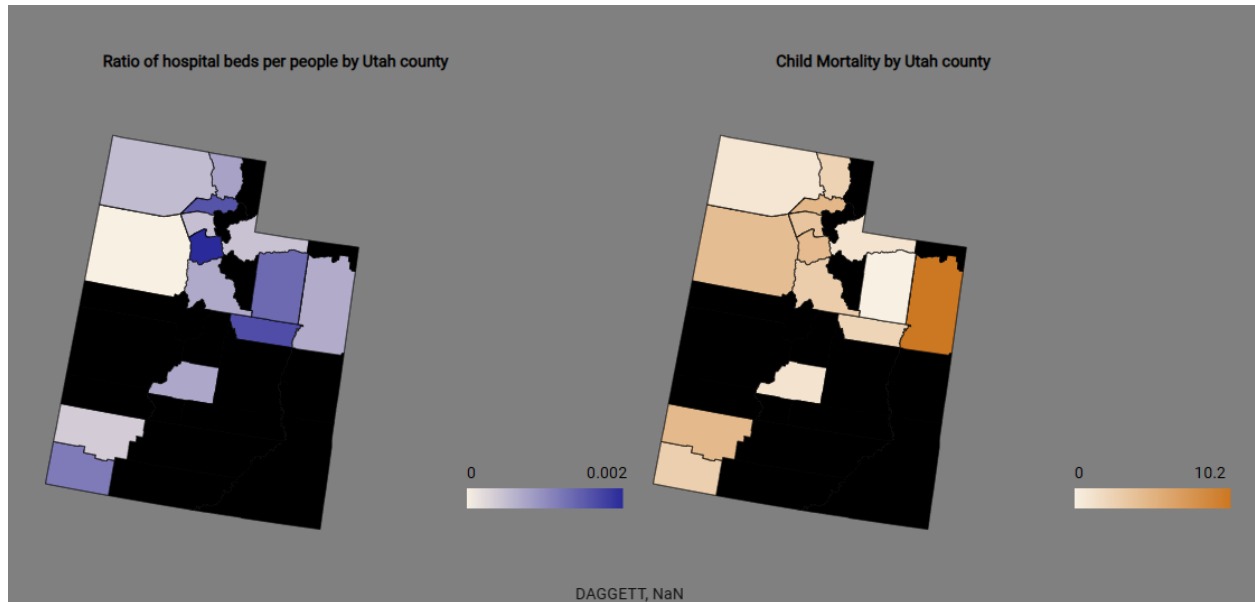 Ratio of hospital beds per people by Utah county
Child Mortality by Utah county
0 0.002
0 10.2
DAGGETT, NaN